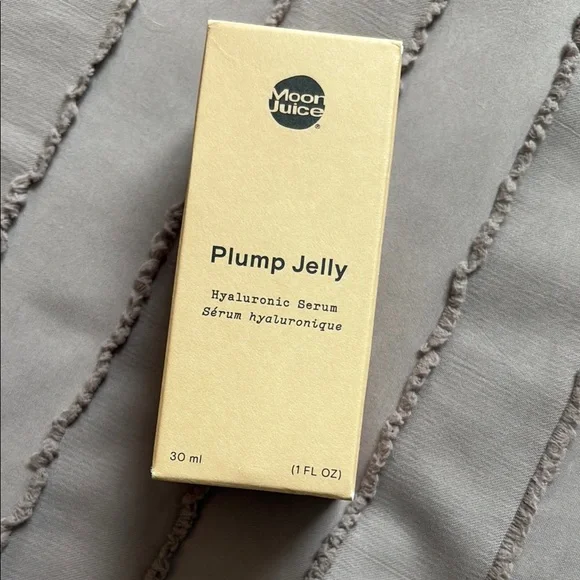 Moon
Juice®
Plump Jelly
Hyaluronic Serum
Sérum hyaluronique
30 ml (1 FL OZ)